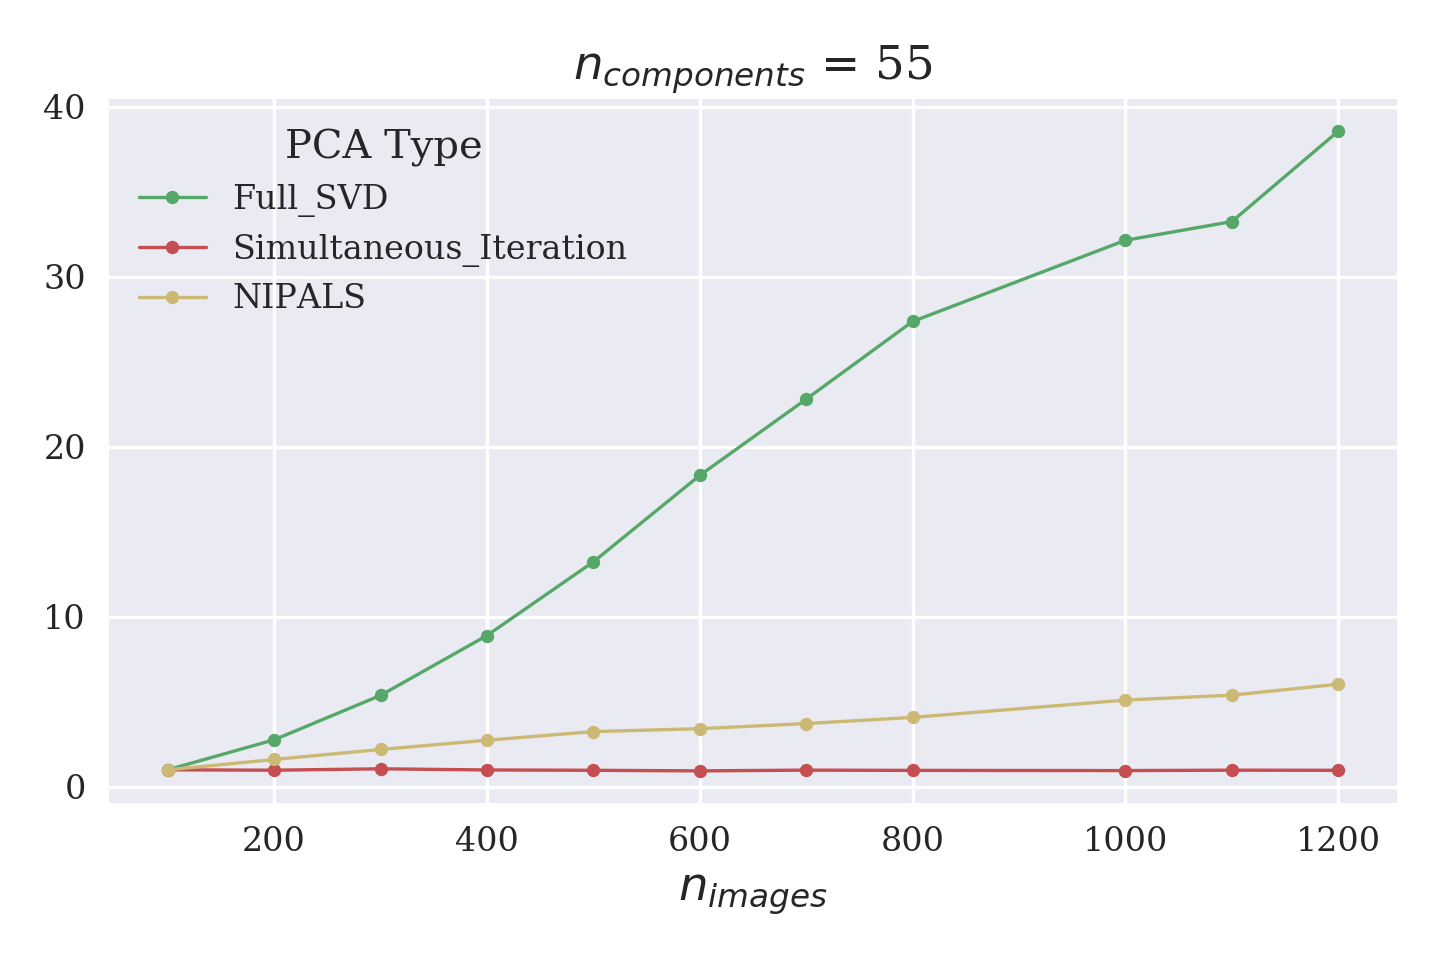 n_components = 55
40
30
20
10
0
PCA Type
Full_SVD
Simultaneous_Iteration
NIPALS
200 400 600 800 1000 1200
n_images